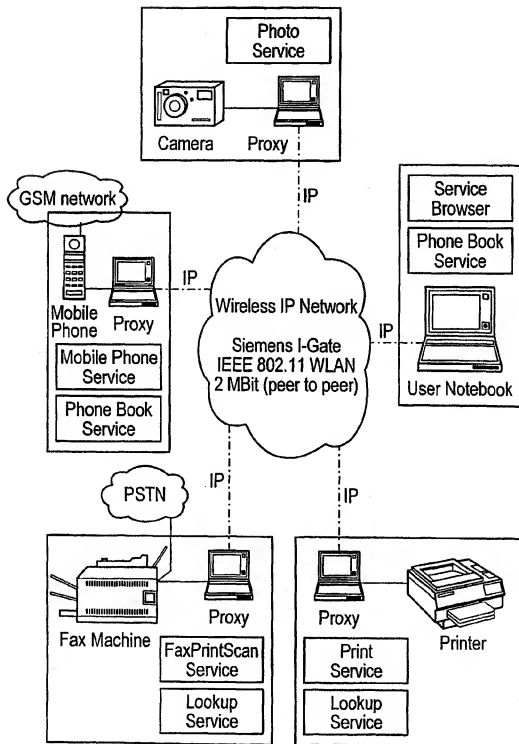 Photo
Service
Camera
Proxy
IP
GSM network
Mobile
Phone
Proxy
IP
Mobile Phone
Service
Phone Book
Service
Wireless IP Network
Siemens I-Gate
IEEE 802.11 WLAN
2 MBit (peer to peer)
Service
Browser
Phone Book
Service
IP
User Notebook
IP
IP
PSTN
Fax Machine
Proxy
FaxPrintScan
Service
Lookup
Service
Proxy
Printer
Print
Service
Lookup
Service